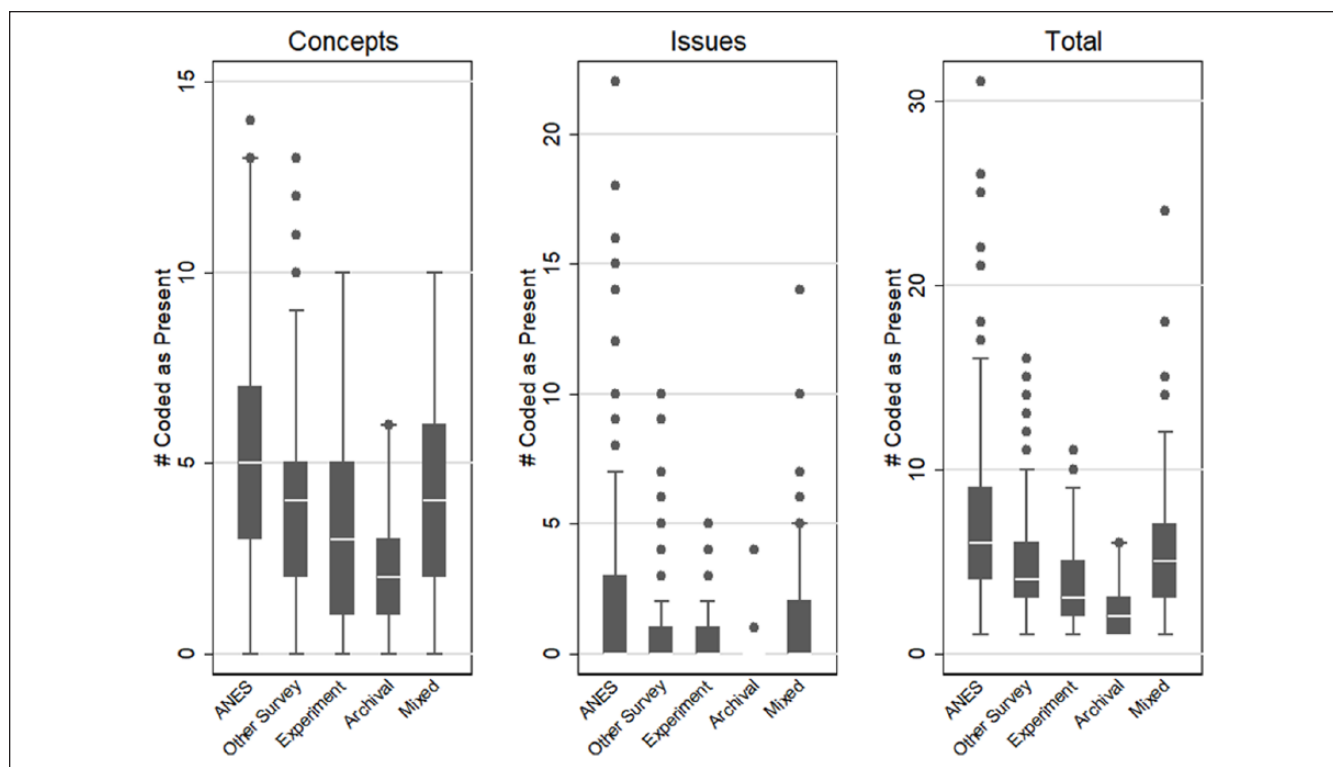 Concepts
# Coded as Present
15
10
5
0
ANES
Other Survey
Experiment
Archival
Mixed
Issues
# Coded as Present
20
15
10
5
0
ANES
Other Survey
Experiment
Archival
Mixed
Total
# Coded as Present
30
20
10
0
ANES
Other Survey
Experiment
Archival
Mixed